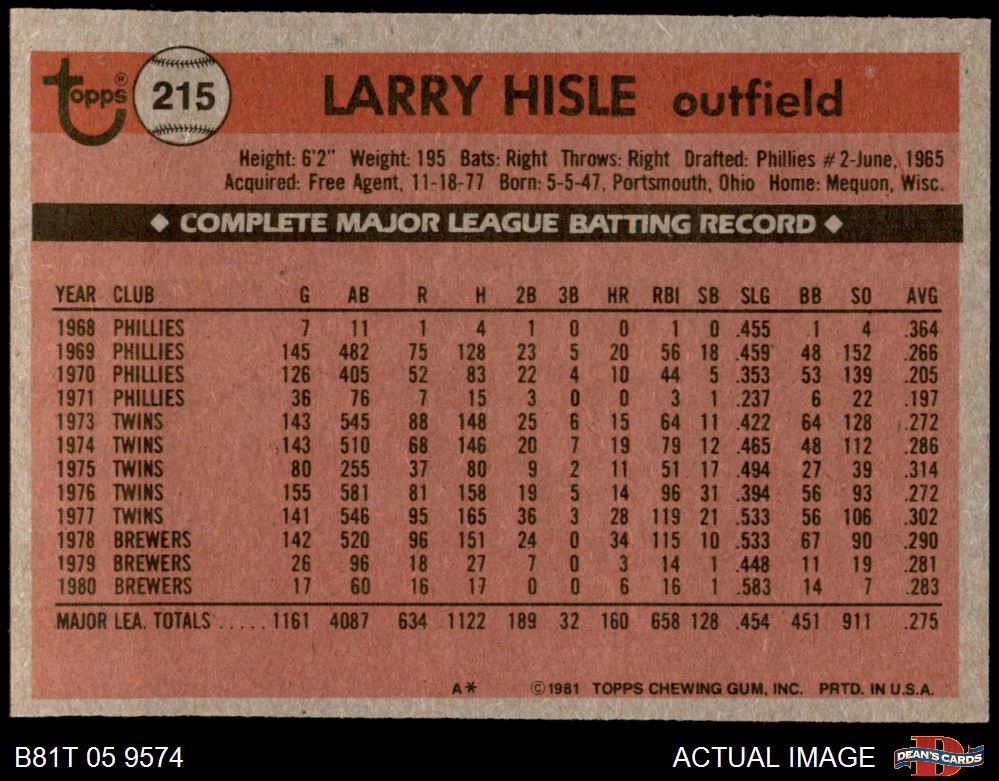 Topps® 215 LARRY HISLE outfield
Height: 6'2" Weight: 195 Bats: Right Throws: Right Drafted: Phillies #2-June, 1965
Acquired: Free Agent, 11-18-77 Born: 5-5-47, Portsmouth, Ohio Home: Mequon, Wisc.
◆ COMPLETE MAJOR LEAGUE BATTING RECORD ◆
YEAR CLUB G AB R H 2B 3B HR RBI SB SLG BB SO AVG
1968 PHILLIES 7 11 1 4 1 0 0 1 0 .455 1 4 .364
1969 PHILLIES 145 482 75 128 23 5 20 56 18 .459 48 152 .266
1970 PHILLIES 126 405 52 83 22 4 10 44 5 .353 53 139 .205
1971 PHILLIES 36 76 7 15 3 0 0 3 1 .237 6 22 .197
1973 TWINS 143 545 88 148 25 6 15 64 11 .422 64 128 .272
1974 TWINS 143 510 68 146 20 7 19 79 12 .465 48 112 .286
1975 TWINS 80 255 37 80 9 2 11 51 17 .494 27 39 .314
1976 TWINS 155 581 81 158 19 5 14 96 31 .394 56 93 .272
1977 TWINS 141 546 95 165 36 3 28 119 21 .533 56 106 .302
1978 BREWERS 142 520 96 151 24 0 34 115 10 .533 67 90 .290
1979 BREWERS 26 96 18 27 7 0 3 14 1 .448 11 19 .281
1980 BREWERS 17 60 16 17 0 0 6 16 1 .583 14 7 .283
MAJOR LEA. TOTALS ..... 1161 4087 634 1122 189 32 160 658 128 .454 451 911 .275
A* ©1981 TOPPS CHEWING GUM, INC. PRTD. IN U.S.A.
B81T 05 9574 ACTUAL IMAGE DEAN'S CARDS